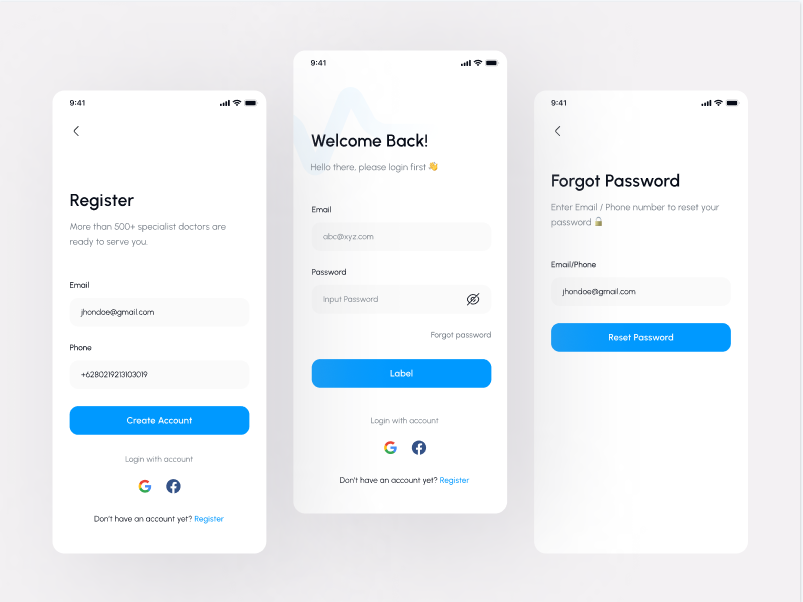 9:41
Register
More than 500+ specialist doctors are
ready to serve you.
Email
jhondoe@gmail.com
Phone
+6280219213103019
Create Account
Login with account
Don't have an account yet? Register
9:41
Welcome Back!
Hello there, please login first 👋
Email
abc@xyz.com
Password
Input Password
Forgot password
Label
Login with account
Don't have an account yet? Register
9:41
Forgot Password
Enter Email / Phone number to reset your
password 🔒
Email/Phone
jhondoe@gmail.com
Reset Password